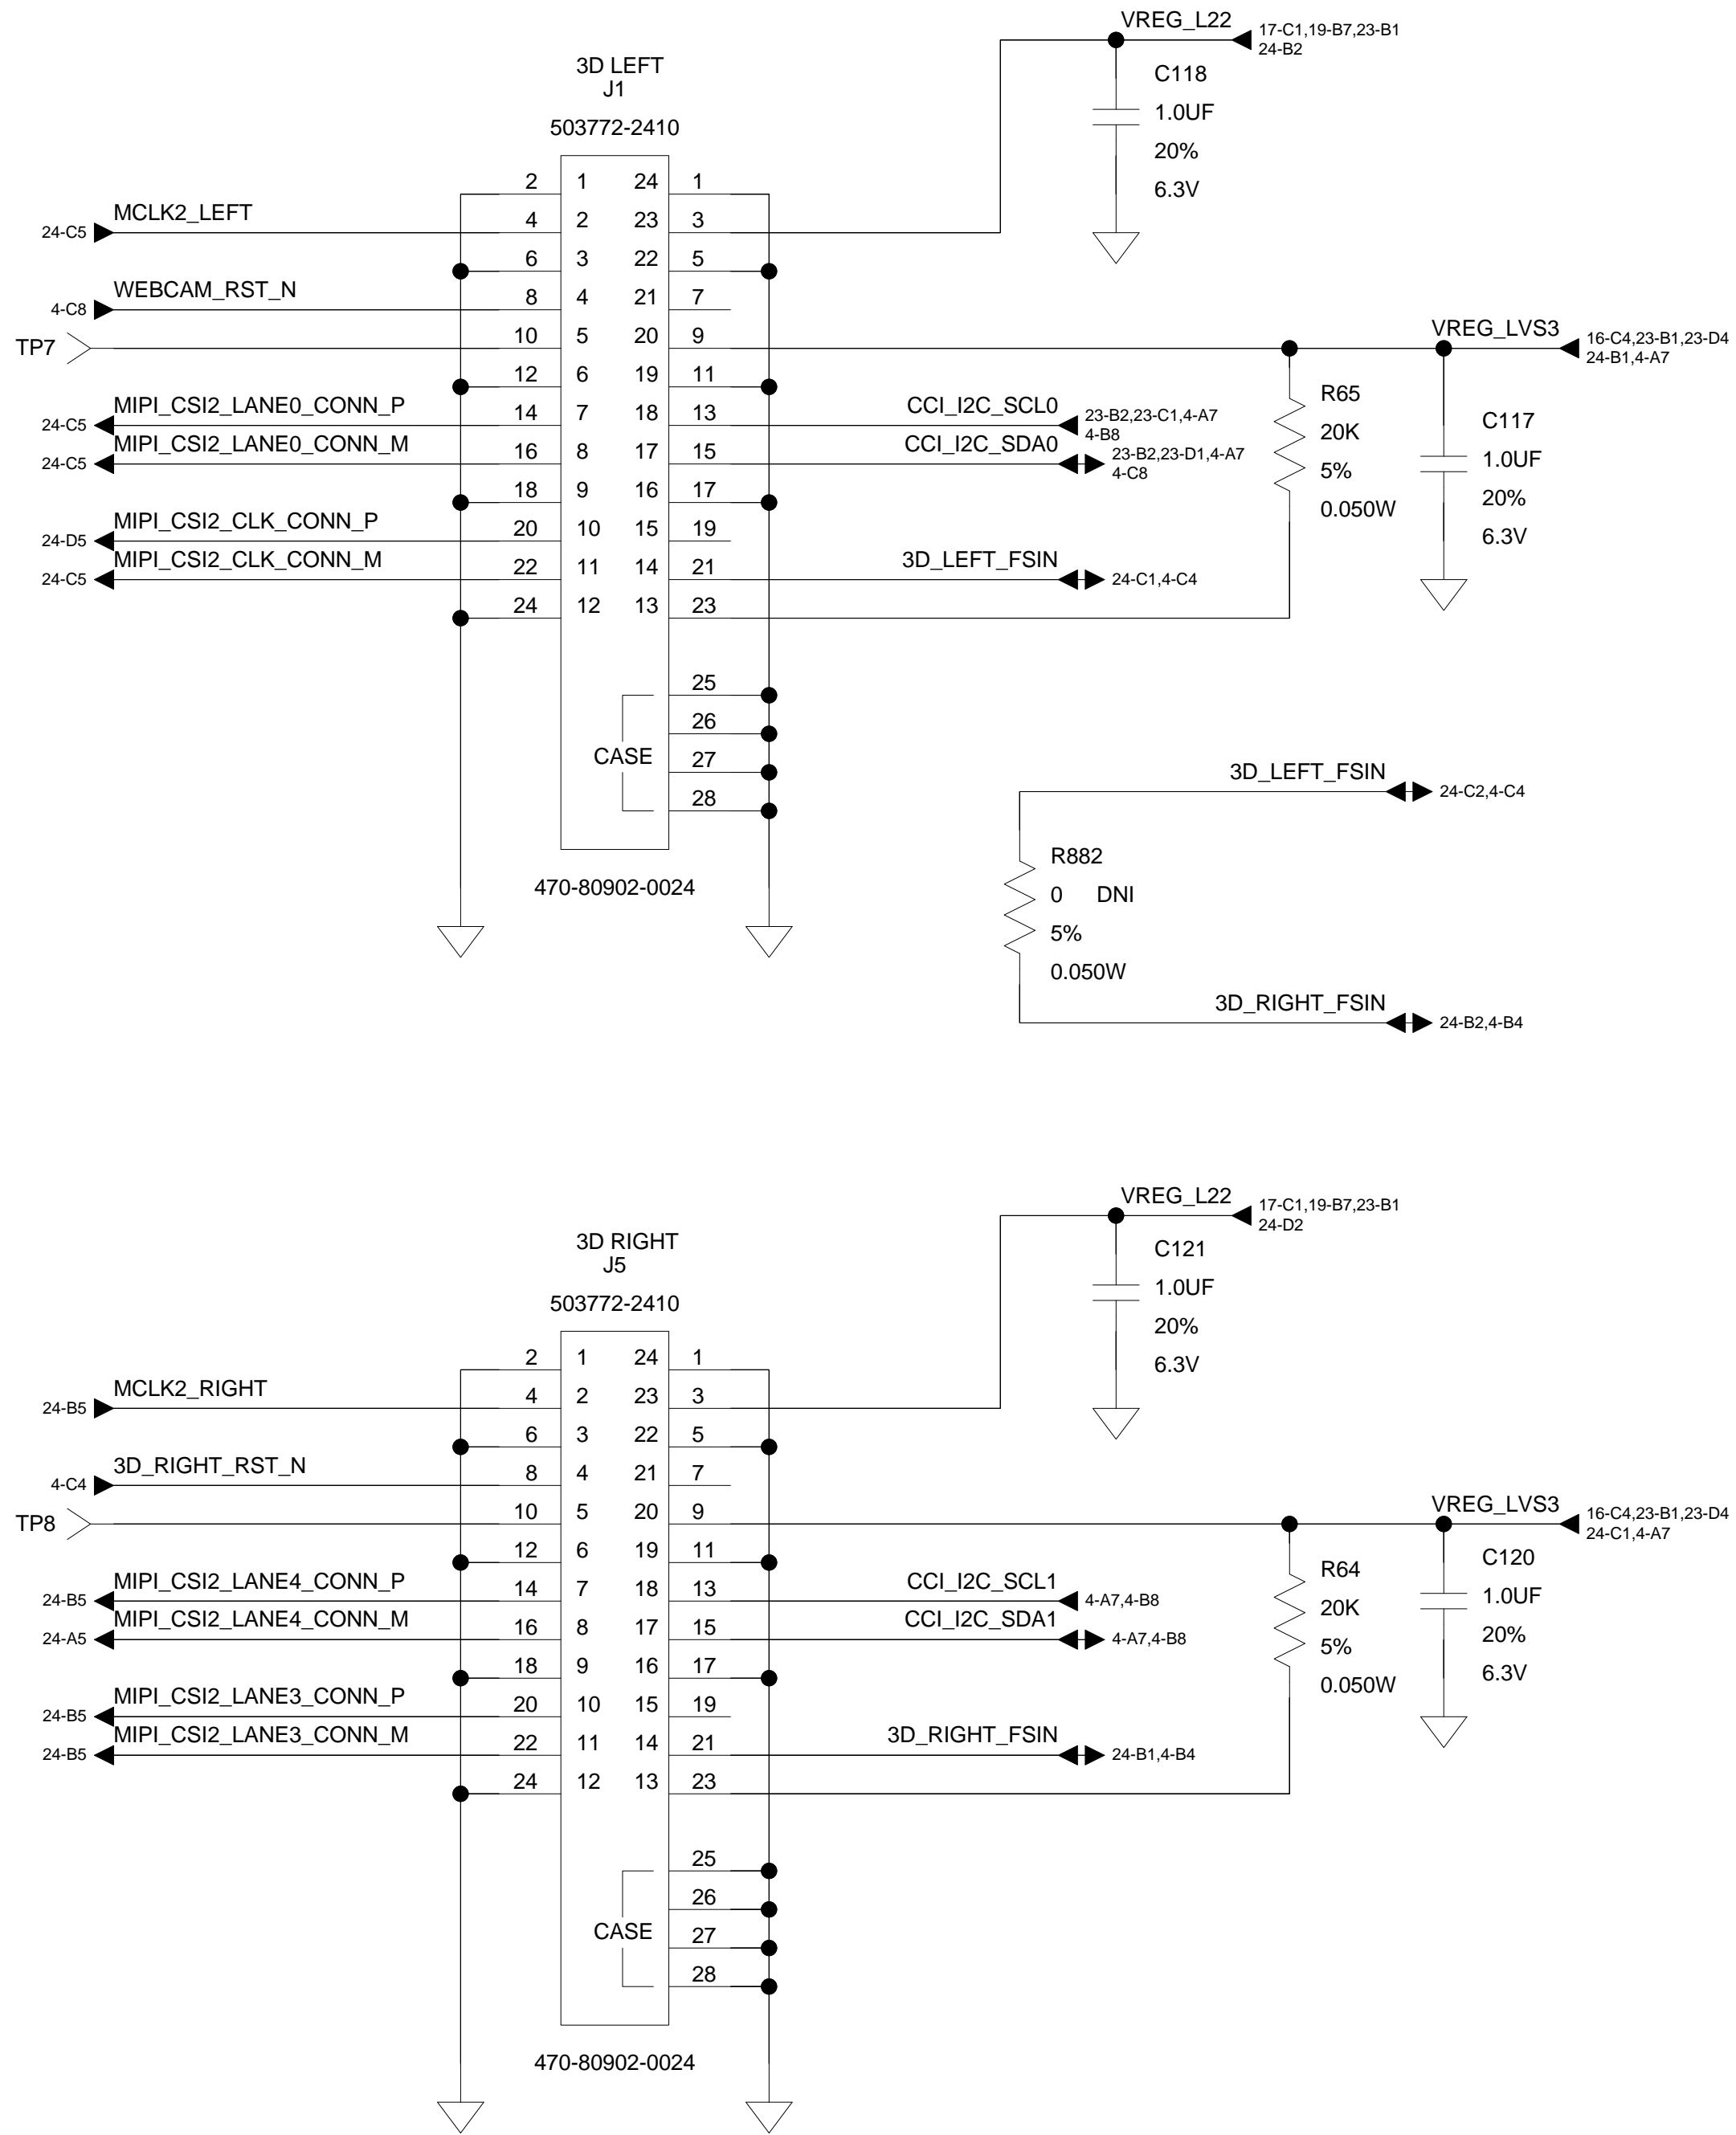 VREG_L22
17-C1,19-B7,23-B1
24-B2
3D LEFT
J1
503772-2410
C118
1.0UF
20%
6.3V
2 1 24 1
MCLK2_LEFT
24-C5
4 2 23 3
6 3 22 5
WEBCAM_RST_N
4-C8
8 4 21 7
TP7
10 5 20 9
VREG_LVS3
16-C4,23-B1,23-D4
24-B1,4-A7
12 6 19 11
MIPI_CSI2_LANE0_CONN_P
24-C5
14 7 18 13
CCI_I2C_SCL0
23-B2,23-C1,4-A7
4-B8
MIPI_CSI2_LANE0_CONN_M
24-C5
16 8 17 15
CCI_I2C_SDA0
23-B2,23-D1,4-A7
4-C8
R65
20K
5%
0.050W
C117
1.0UF
20%
6.3V
18 9 16 17
MIPI_CSI2_CLK_CONN_P
24-D5
20 10 15 19
MIPI_CSI2_CLK_CONN_M
24-C5
22 11 14 21
3D_LEFT_FSIN
24-C1,4-C4
24 12 13 23
25
26
CASE
27
28
470-80902-0024
3D_LEFT_FSIN
24-C2,4-C4
R882
0 DNI
5%
0.050W
3D_RIGHT_FSIN
24-B2,4-B4
VREG_L22
17-C1,19-B7,23-B1
24-D2
3D RIGHT
J5
503772-2410
C121
1.0UF
20%
6.3V
2 1 24 1
MCLK2_RIGHT
24-B5
4 2 23 3
6 3 22 5
3D_RIGHT_RST_N
4-C4
8 4 21 7
TP8
10 5 20 9
VREG_LVS3
16-C4,23-B1,23-D4
24-C1,4-A7
12 6 19 11
MIPI_CSI2_LANE4_CONN_P
24-B5
14 7 18 13
CCI_I2C_SCL1
4-A7,4-B8
MIPI_CSI2_LANE4_CONN_M
24-A5
16 8 17 15
CCI_I2C_SDA1
4-A7,4-B8
R64
20K
5%
0.050W
C120
1.0UF
20%
6.3V
18 9 16 17
MIPI_CSI2_LANE3_CONN_P
24-B5
20 10 15 19
MIPI_CSI2_LANE3_CONN_M
24-B5
22 11 14 21
3D_RIGHT_FSIN
24-B1,4-B4
24 12 13 23
25
26
CASE
27
28
470-80902-0024